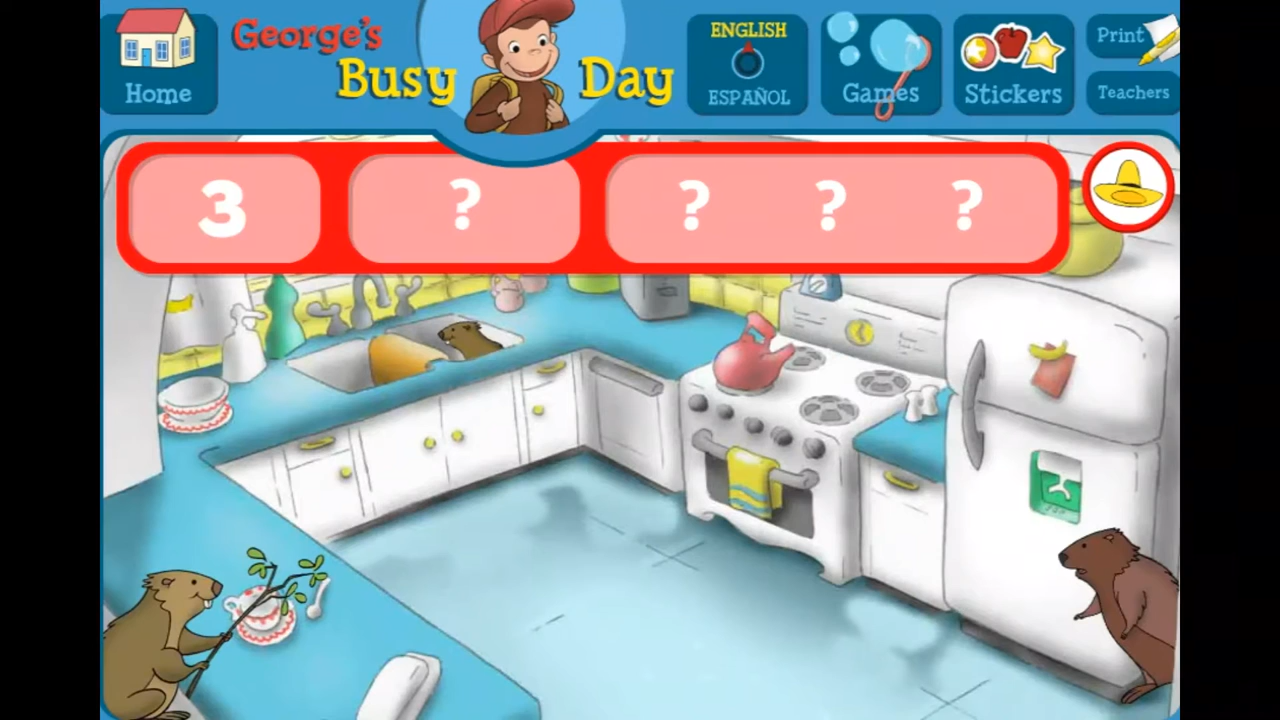 George's
Busy Day
Home
ENGLISH
ESPAÑOL
Games
Stickers
Print
Teachers
3 ? ? ? ?